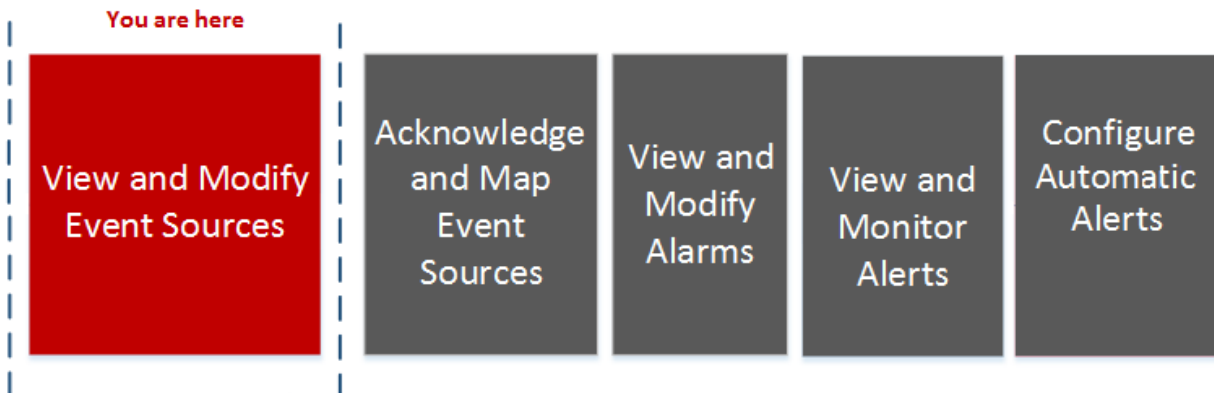 You are here
View and Modify
Event Sources
Acknowledge
and Map
Event
Sources
View and
Modify
Alarms
View and
Monitor
Alerts
Configure
Automatic
Alerts